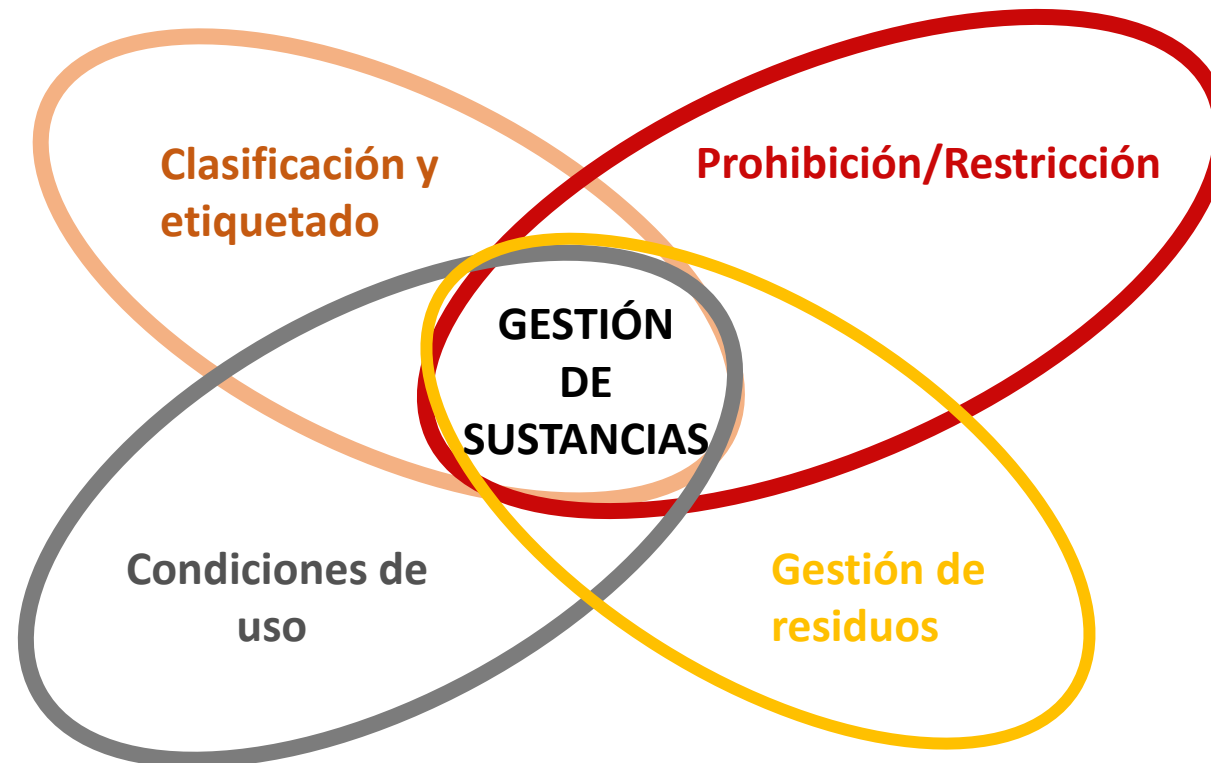 Clasificación y
etiquetado
Prohibición/Restricción
GESTIÓN
DE
SUSTANCIAS
Condiciones de
uso
Gestión de
residuos